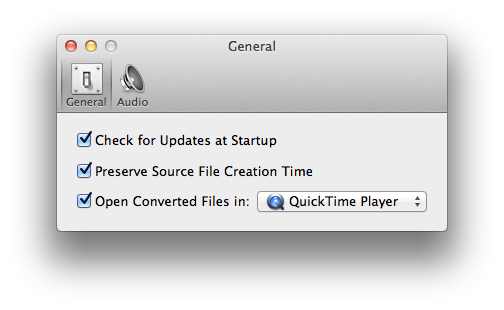 General
General Audio
Check for Updates at Startup
Preserve Source File Creation Time
Open Converted Files in: QuickTime Player